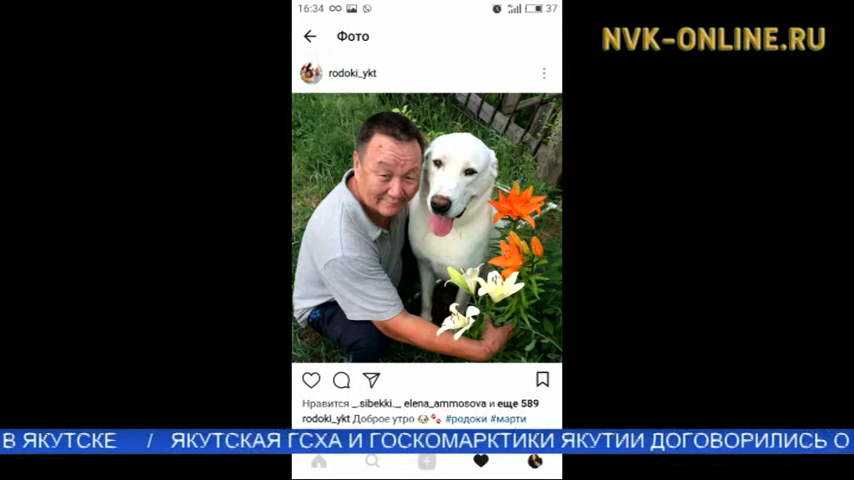 16:34
37
NVK-ONLINE.RU
Фото
rodoki_ykt
Нравится _.sibekki._, elena_ammosova и еще 589
rodoki_ykt Доброе утро #родоки #марти
В ЯКУТСКЕ / ЯКУТСКАЯ ГСХА И ГОСКОМАРКТИКИ ЯКУТИИ ДОГОВОРИЛИСЬ О